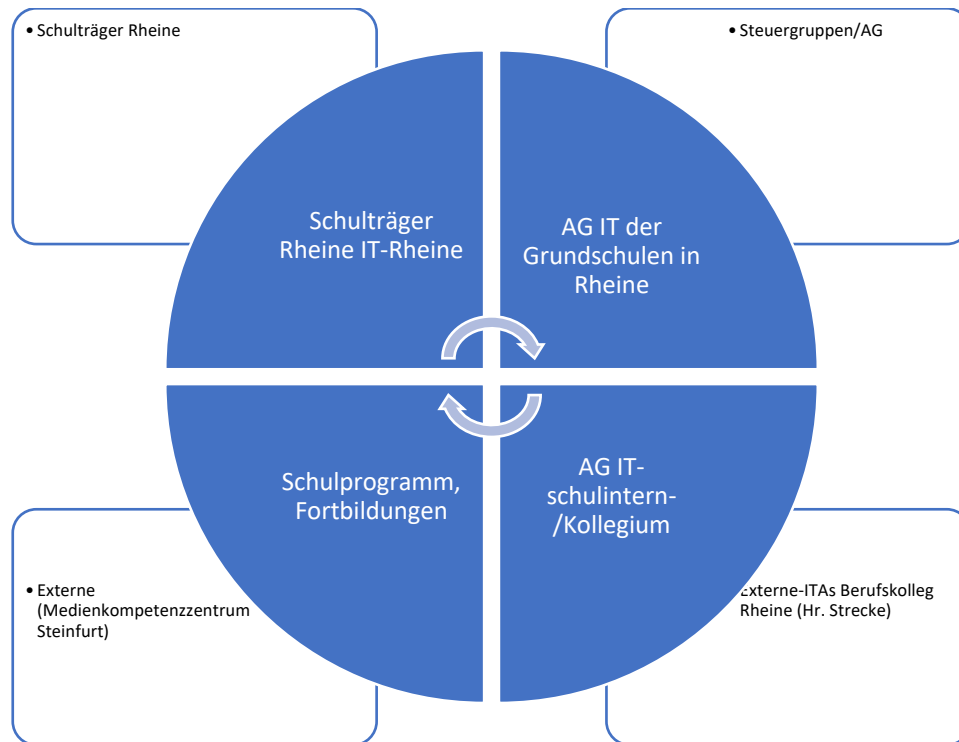 • Schulträger Rheine
• Steuergruppen/AG
Schulträger
Rheine IT-Rheine
AG IT der
Grundschulen in
Rheine
Schulprogramm,
Fortbildungen
AG IT-
schulintern-
/Kollegium
• Externe
(Medienkompetenzzentrum
Steinfurt)
Externe-ITAs Berufskolleg
Rheine (Hr. Strecke)